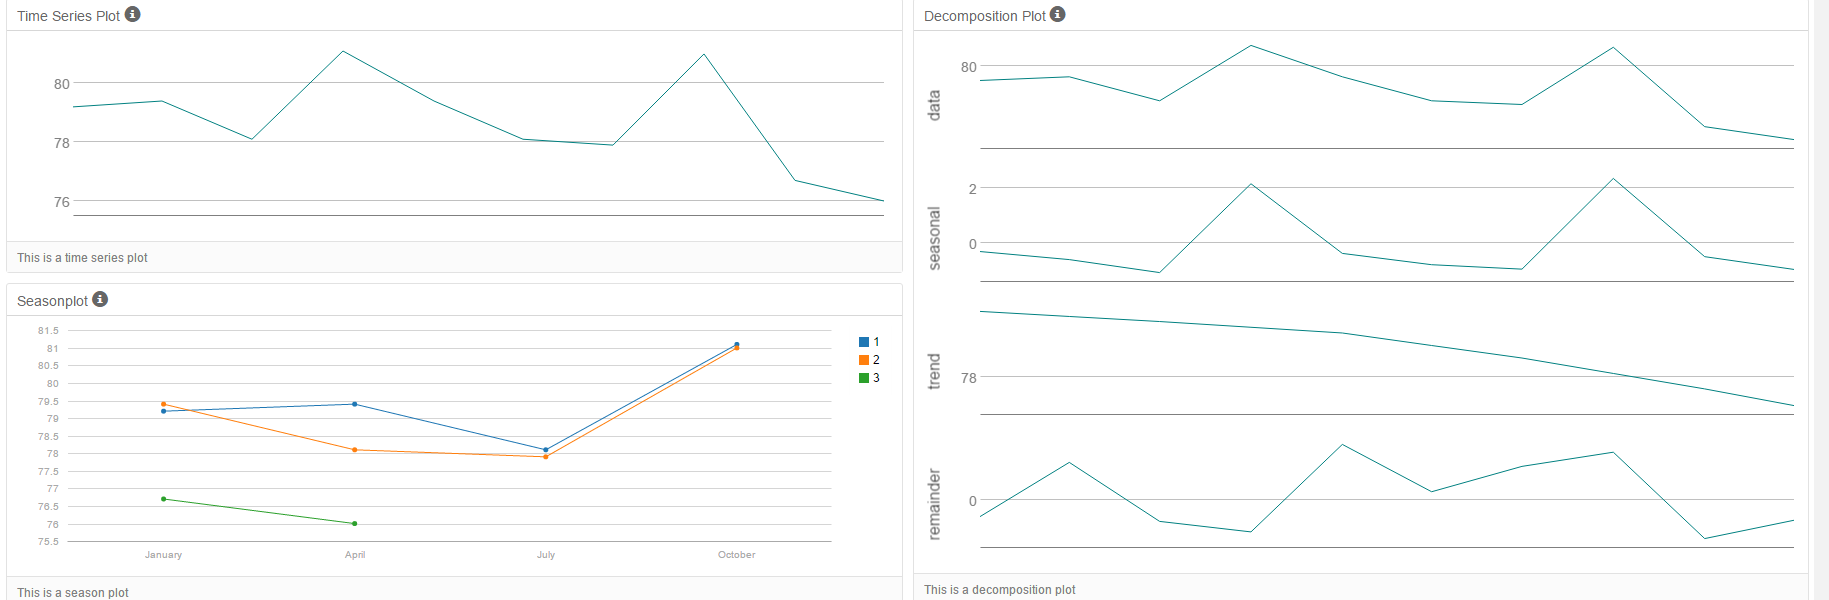 Time Series Plot
80
78
76
This is a time series plot
Seasonplot
81.5
81
80.5
80
79.5
79
78.5
78
77.5
77
76.5
76
75.5
January April July October
1
2
3
This is a season plot
Decomposition Plot
80
data
2
0
seasonal
78
trend
0
remainder
This is a decomposition plot